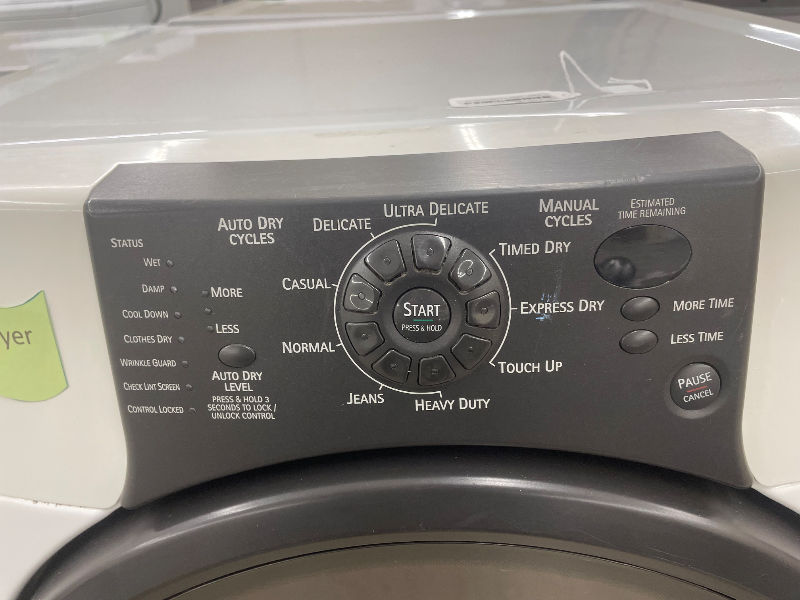 STATUS
WET
DAMP
COOL DOWN
CLOTHES DRY
WRINKLE GUARD
CHECK LINT SCREEN
CONTROL LOCKED
AUTO DRY
CYCLES
MORE
LESS
AUTO DRY
LEVEL
PRESS & HOLD 3
SECONDS TO LOCK /
UNLOCK CONTROL
DELICATE
ULTRA DELICATE
CASUAL
NORMAL
JEANS
HEAVY DUTY
START
PRESS & HOLD
MANUAL
CYCLES
TIMED DRY
EXPRESS DRY
TOUCH UP
ESTIMATED
TIME REMAINING
MORE TIME
LESS TIME
PAUSE
CANCEL
yer